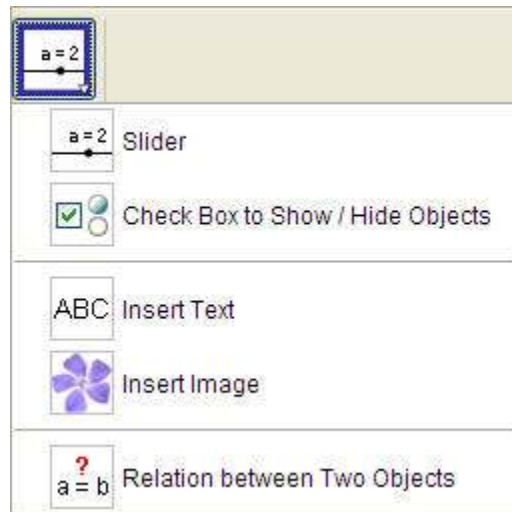 a = 2
a = 2 Slider
Check Box to Show / Hide Objects
ABC Insert Text
Insert Image
?
a = b Relation between Two Objects